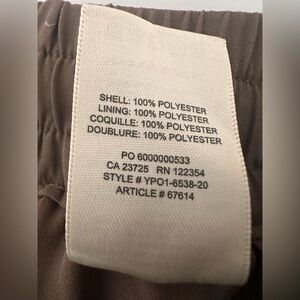 SHELL: 100% POLYESTER
LINING: 100% POLYESTER
COQUILLE: 100% POLYESTER
DOUBLURE: 100% POLYESTER
PO 6000000533
CA 23725 RN 122354
STYLE # YPO1-6538-20
ARTICLE # 67614